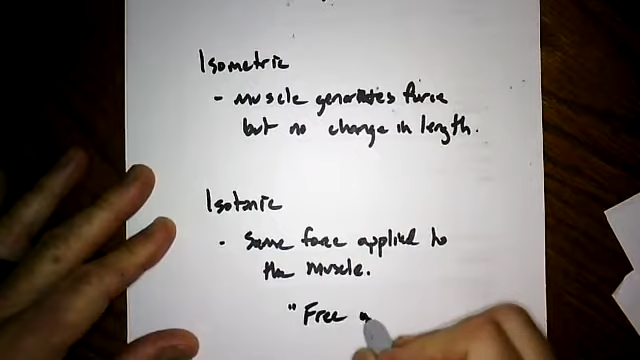 Isometric
- muscle generates force
but no change in length.
Isotonic
- Same force applied to
the muscle.
"Free